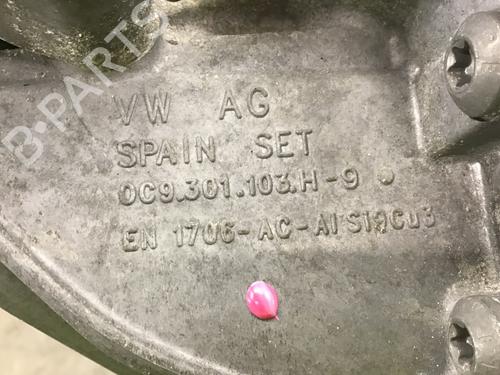 B-PARTS
VW AG
SPAIN SET
0C9.301.103.H-9
EN 1706-AC-AlSi9Cu3